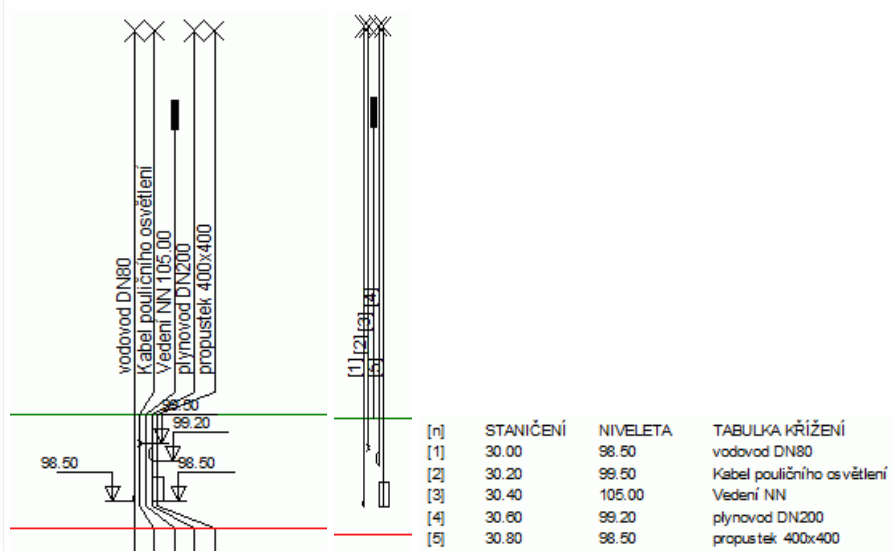 vodovod DN80
Kabel pouličního osvětlení
Vedení NN 105.00
plynovod DN200
propustek 400x400
99.50
99.20
98.50
98.50
[1]
[2]
[3]
[4]
[5]
[n] STANIČENÍ NIVELETA TABULKA KŘÍŽENÍ
[1] 30.00 98.50 vodovod DN80
[2] 30.20 99.50 Kabel pouličního osvětlení
[3] 30.40 105.00 Vedení NN
[4] 30.60 99.20 plynovod DN200
[5] 30.80 98.50 propustek 400x400